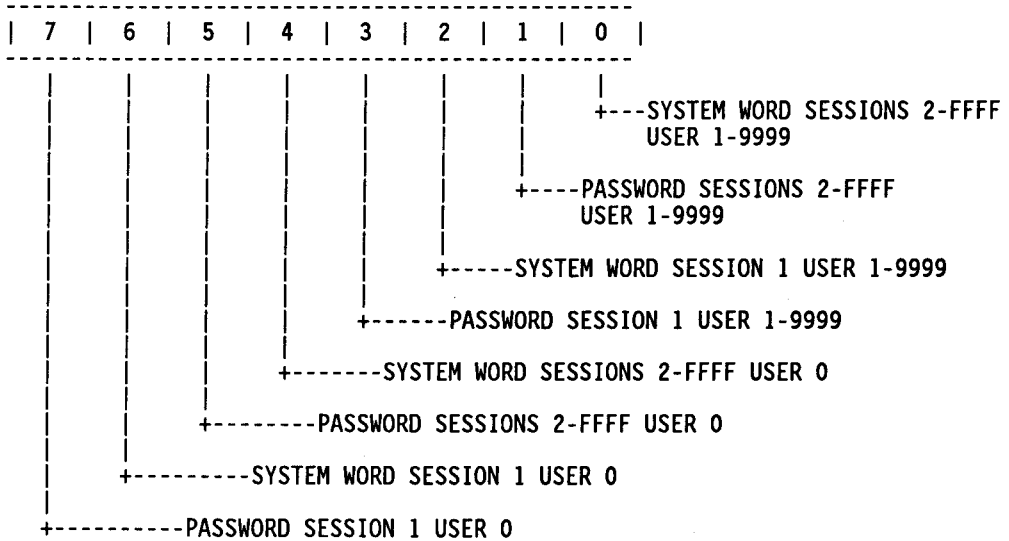 | 7 | 6 | 5 | 4 | 3 | 2 | 1 | 0 |
+---SYSTEM WORD SESSIONS 2-FFFF
USER 1-9999
+----PASSWORD SESSIONS 2-FFFF
USER 1-9999
+-----SYSTEM WORD SESSION 1 USER 1-9999
+------PASSWORD SESSION 1 USER 1-9999
+-------SYSTEM WORD SESSIONS 2-FFFF USER 0
+--------PASSWORD SESSIONS 2-FFFF USER 0
+---------SYSTEM WORD SESSION 1 USER 0
+----------PASSWORD SESSION 1 USER 0